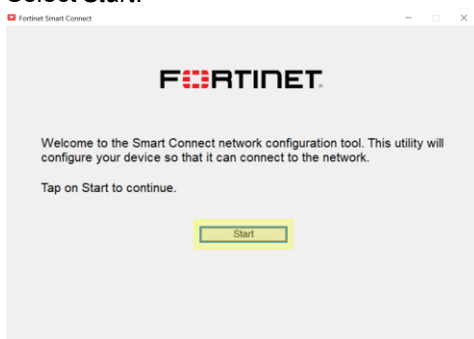 Select Start.
Fortinet Smart Connect
FORTINET
Welcome to the Smart Connect network configuration tool. This utility will
configure your device so that it can connect to the network.
Tap on Start to continue.
Start